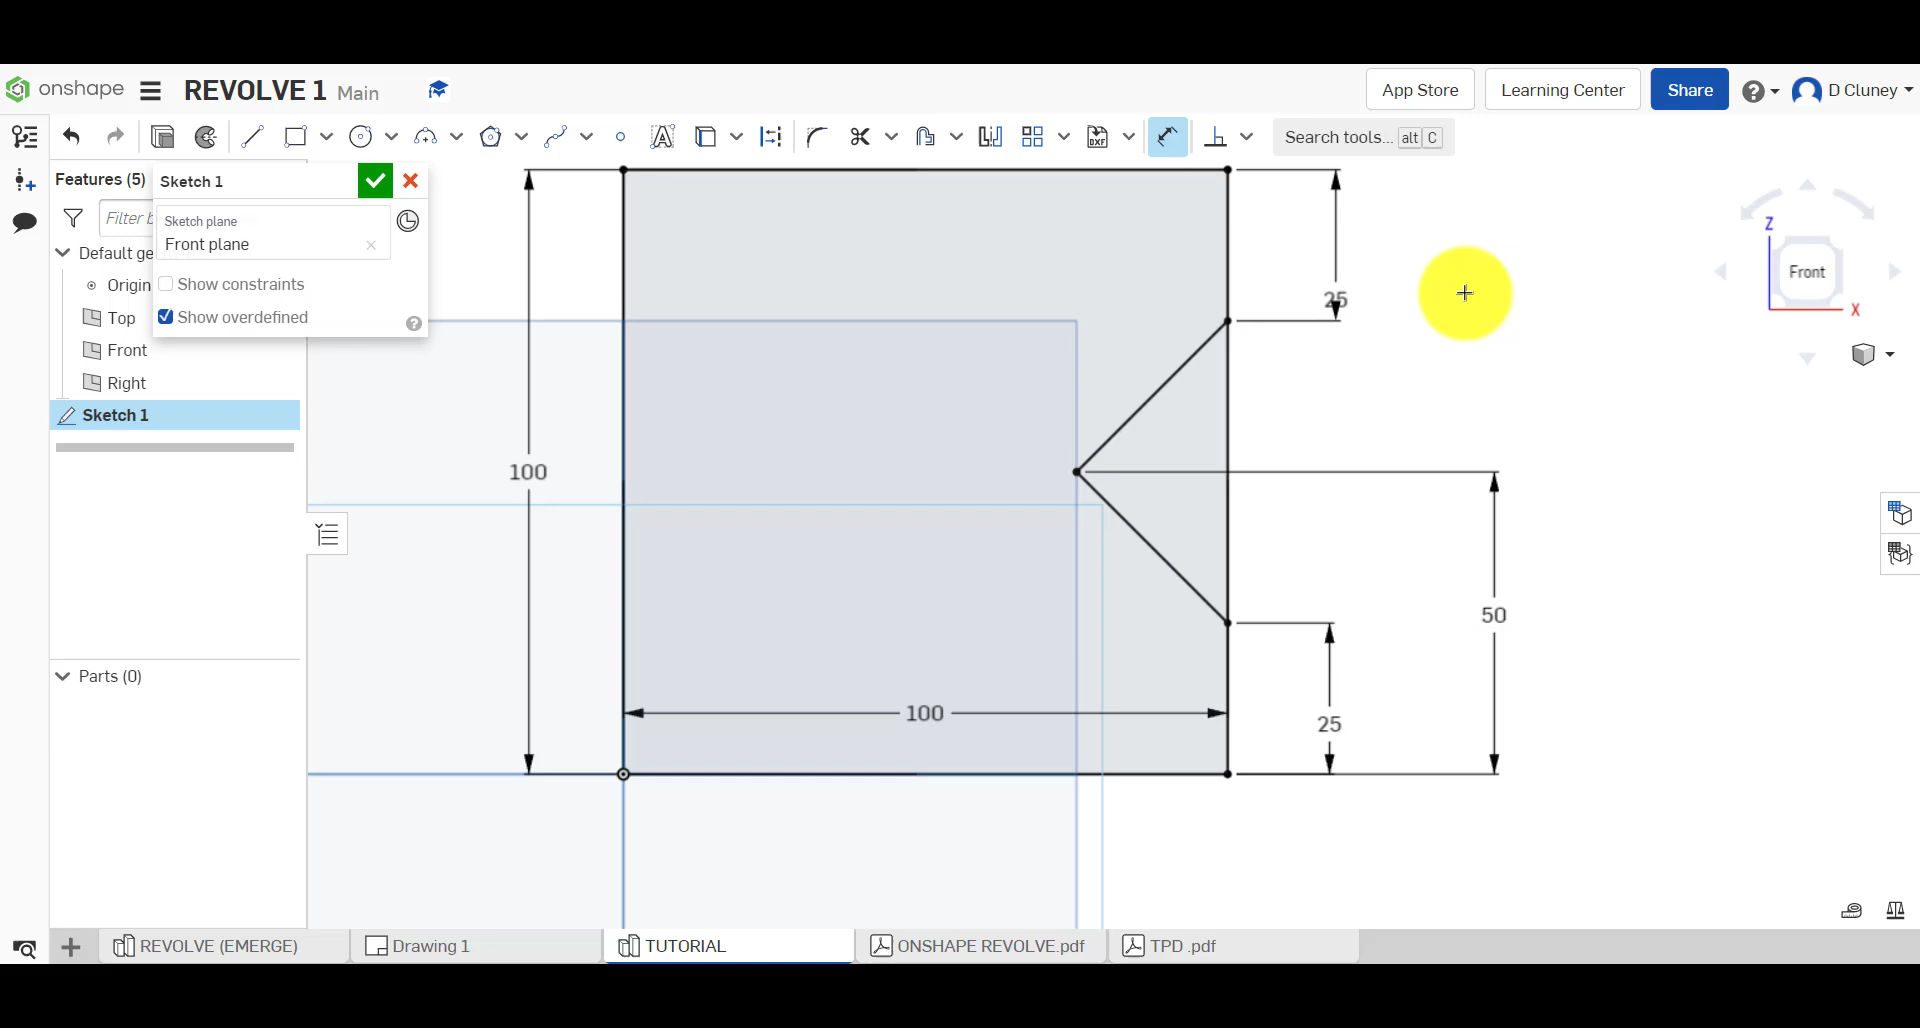 onshape REVOLVE 1 Main App Store Learning Center Share ? D Cluney
DXF Search tools... alt C
Features (5) Sketch 1
Filter b Sketch plane
Front plane
Default ge
Origin Show constraints
Top Show overdefined ?
Front
Right
Sketch 1
Parts (0)
25
100
50
100
25
Z
Front
X
REVOLVE (EMERGE) Drawing 1 TUTORIAL ONSHAPE REVOLVE.pdf TPD .pdf